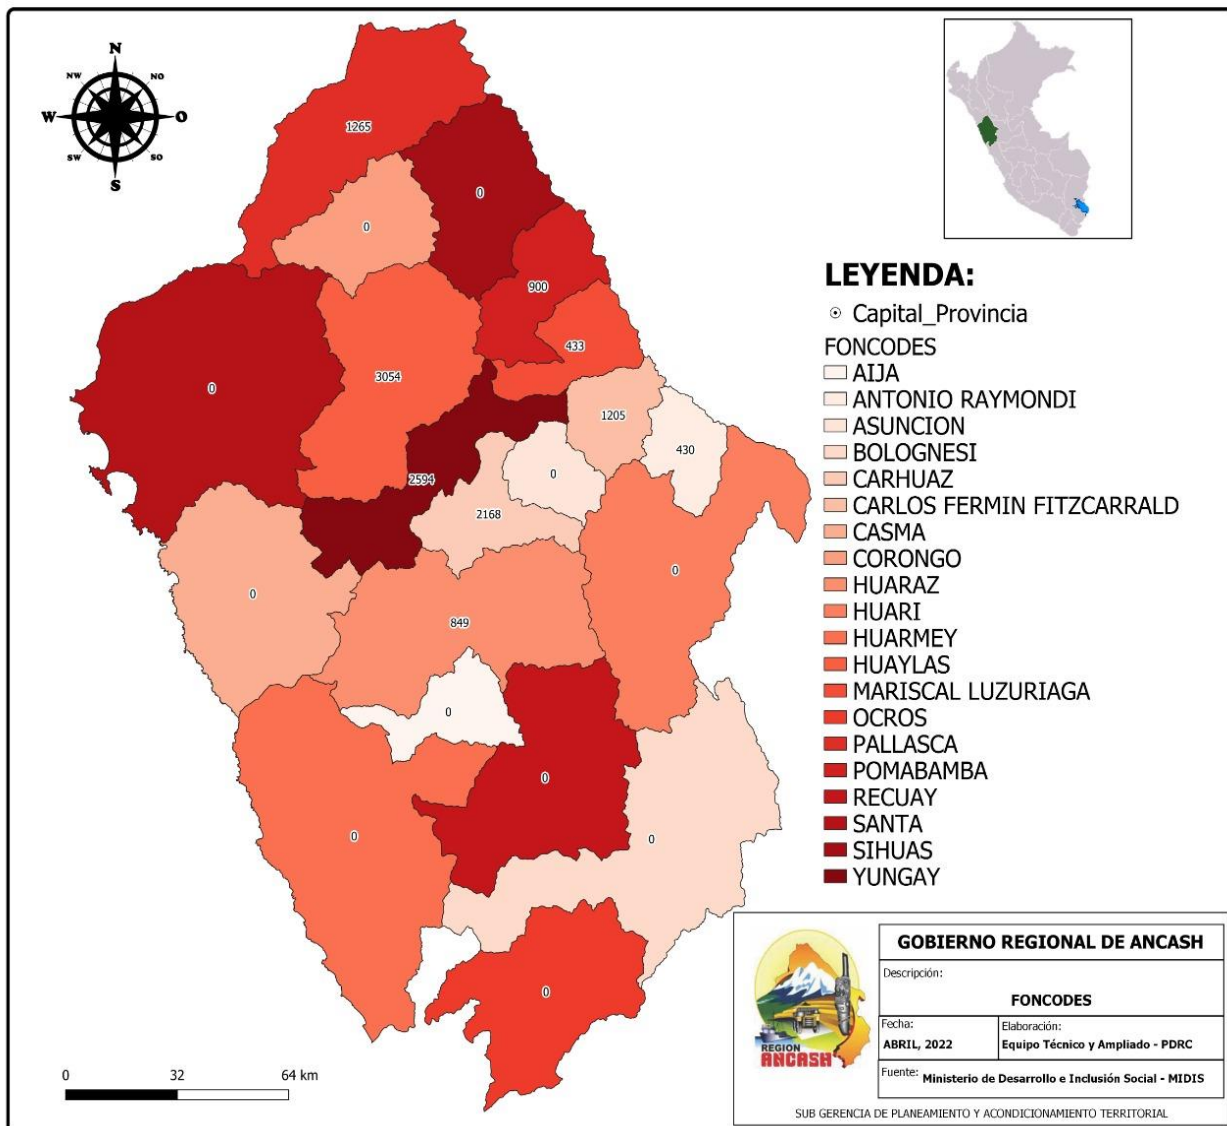 N
NW
NO
W
O
SW
SO
S
1265
0
0
900
433
0
3054
1205
430
0
2594
2168
0
0
849
0
0
0
0
0
LEYENDA:
Capital_Provincia
FONCODES
AIJA
ANTONIO RAYMONDI
ASUNCION
BOLOGNESI
CARHUAZ
CARLOS FERMIN FITZCARRALD
CASMA
CORONGO
HUARAZ
HUARI
HUARMEY
HUAYLAS
MARISCAL LUZURIAGA
OCROS
PALLASCA
POMABAMBA
RECUAY
SANTA
SIHUAS
YUNGAY
0 32 64 km
REGION
ANCASH
GOBIERNO REGIONAL DE ANCASH
Descripción:
FONCODES
Fecha:
ABRIL, 2022
Elaboración:
Equipo Técnico y Ampliado - PDRC
Fuente: Ministerio de Desarrollo e Inclusión Social - MIDIS
SUB GERENCIA DE PLANEAMIENTO Y ACONDICIONAMIENTO TERRITORIAL